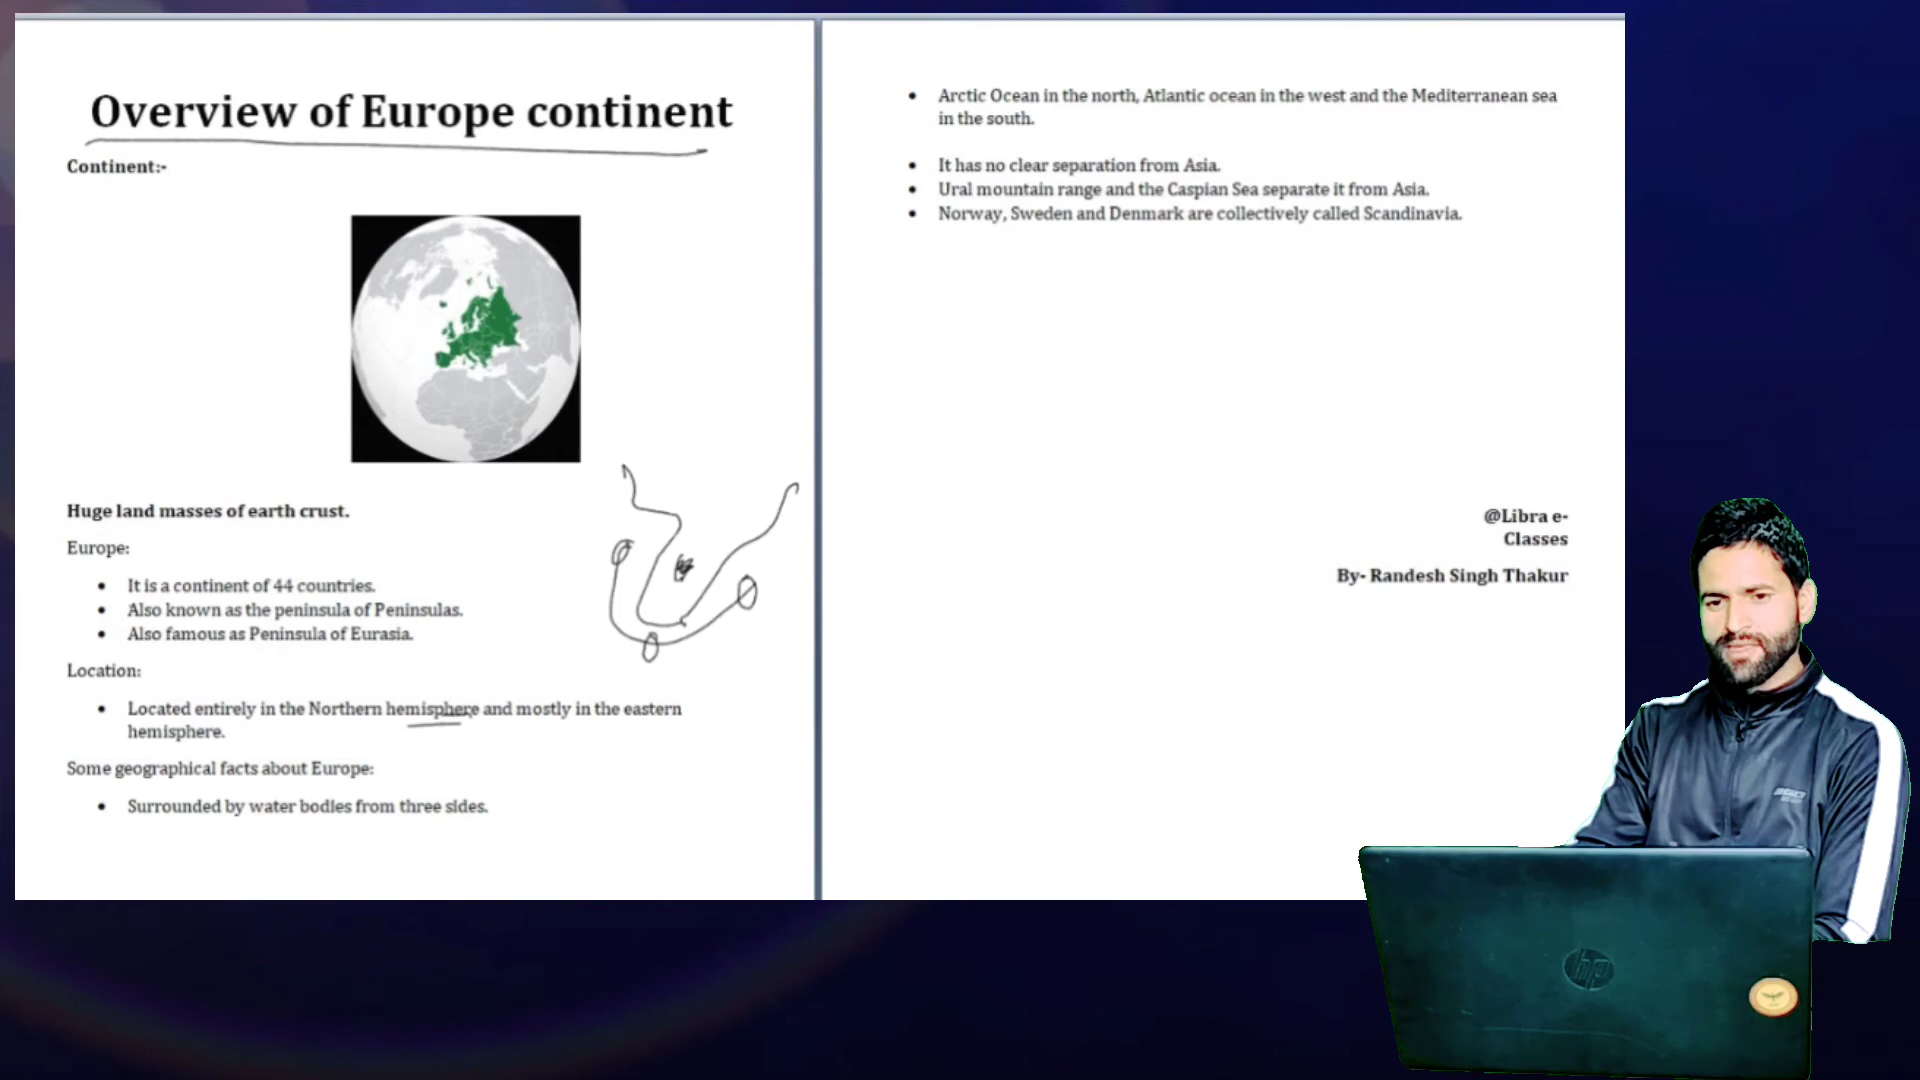 Overview of Europe continent
Continent:-
Huge land masses of earth crust.
Europe:
• It is a continent of 44 countries.
• Also known as the peninsula of Peninsulas.
• Also famous as Peninsula of Eurasia.
Location:
• Located entirely in the Northern hemisphere and mostly in the eastern
hemisphere.
Some geographical facts about Europe:
• Surrounded by water bodies from three sides.
• Arctic Ocean in the north, Atlantic ocean in the west and the Mediterranean sea
in the south.
• It has no clear separation from Asia.
• Ural mountain range and the Caspian Sea separate it from Asia.
• Norway, Sweden and Denmark are collectively called Scandinavia.
@Libra e-
Classes
By- Randesh Singh Thakur
hp